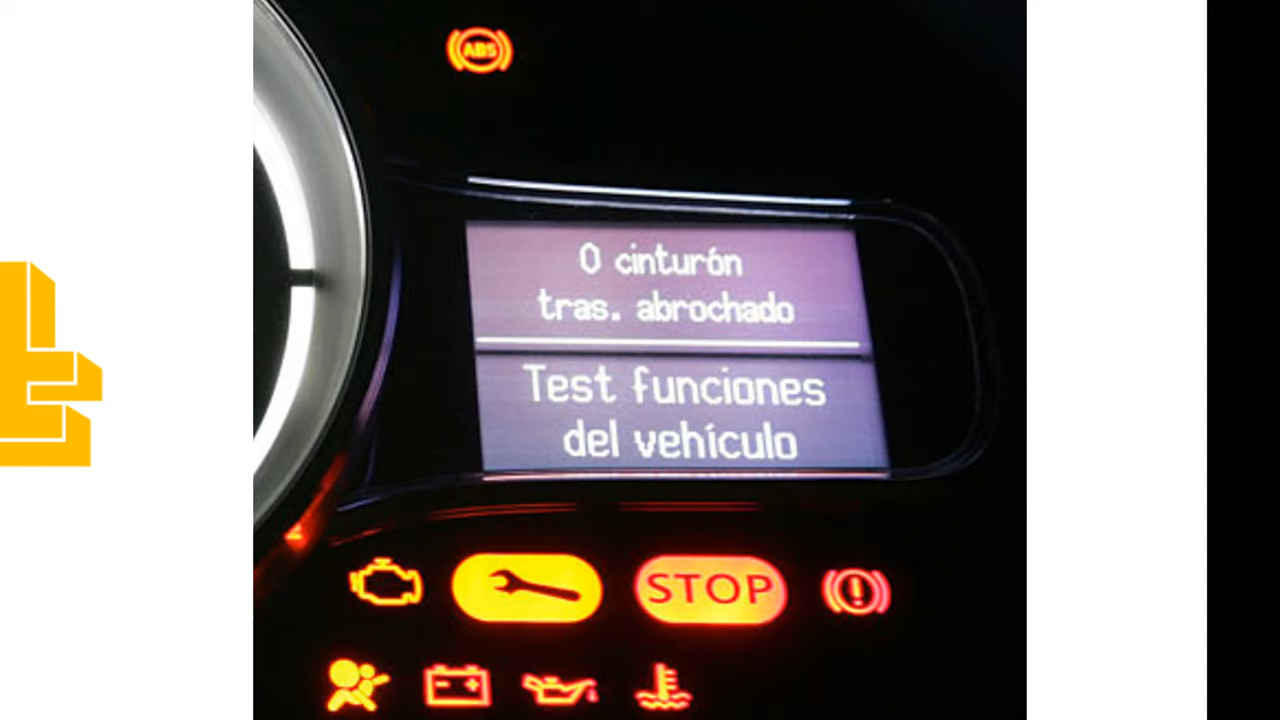 ABS
0 cinturón
tras. abrochado
Test funciones
del vehículo
STOP